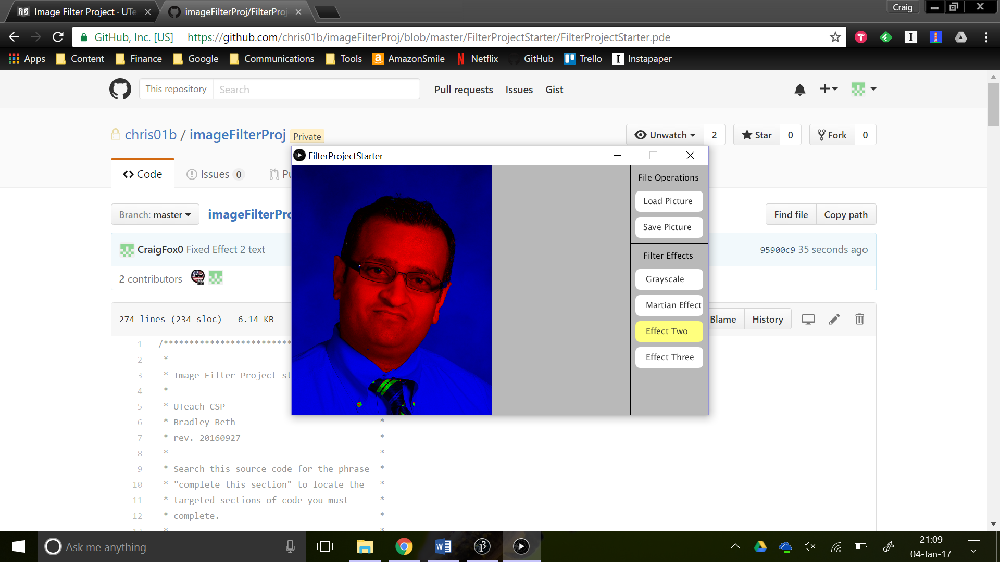 Image Filter Project · UTe
imageFilterProj/FilterProj
Craig
GitHub, Inc. [US]
https://github.com/chris01b/imageFilterProj/blob/master/FilterProjectStarter/FilterProjectStarter.pde
Apps Content Finance Google Communications Tools AmazonSmile Netflix GitHub Trello Instapaper
This repository Search Pull requests Issues Gist
chris01b / imageFilterProj Private
Unwatch 2 Star 0 Fork 0
FilterProjectStarter
Code Issues 0 Pu
File Operations
Load Picture
Save Picture
Filter Effects
Grayscale
Martian Effect
Effect Two
Effect Three
Branch: master imageFilterPro
Find file Copy path
CraigFox0 Fixed Effect 2 text
95900c9 35 seconds ago
2 contributors
274 lines (234 sloc) 6.14 KB
Blame History
1 /*************************
2 *
3 * Image Filter Project st
4 *
5 * UTeach CSP
6 * Bradley Beth *
7 * rev. 20160927 *
8 * *
9 * Search this source code for the phrase *
10 * "complete this section" to locate the *
11 * targeted sections of code you must *
12 * complete. *
Ask me anything
21:09
04-Jan-17